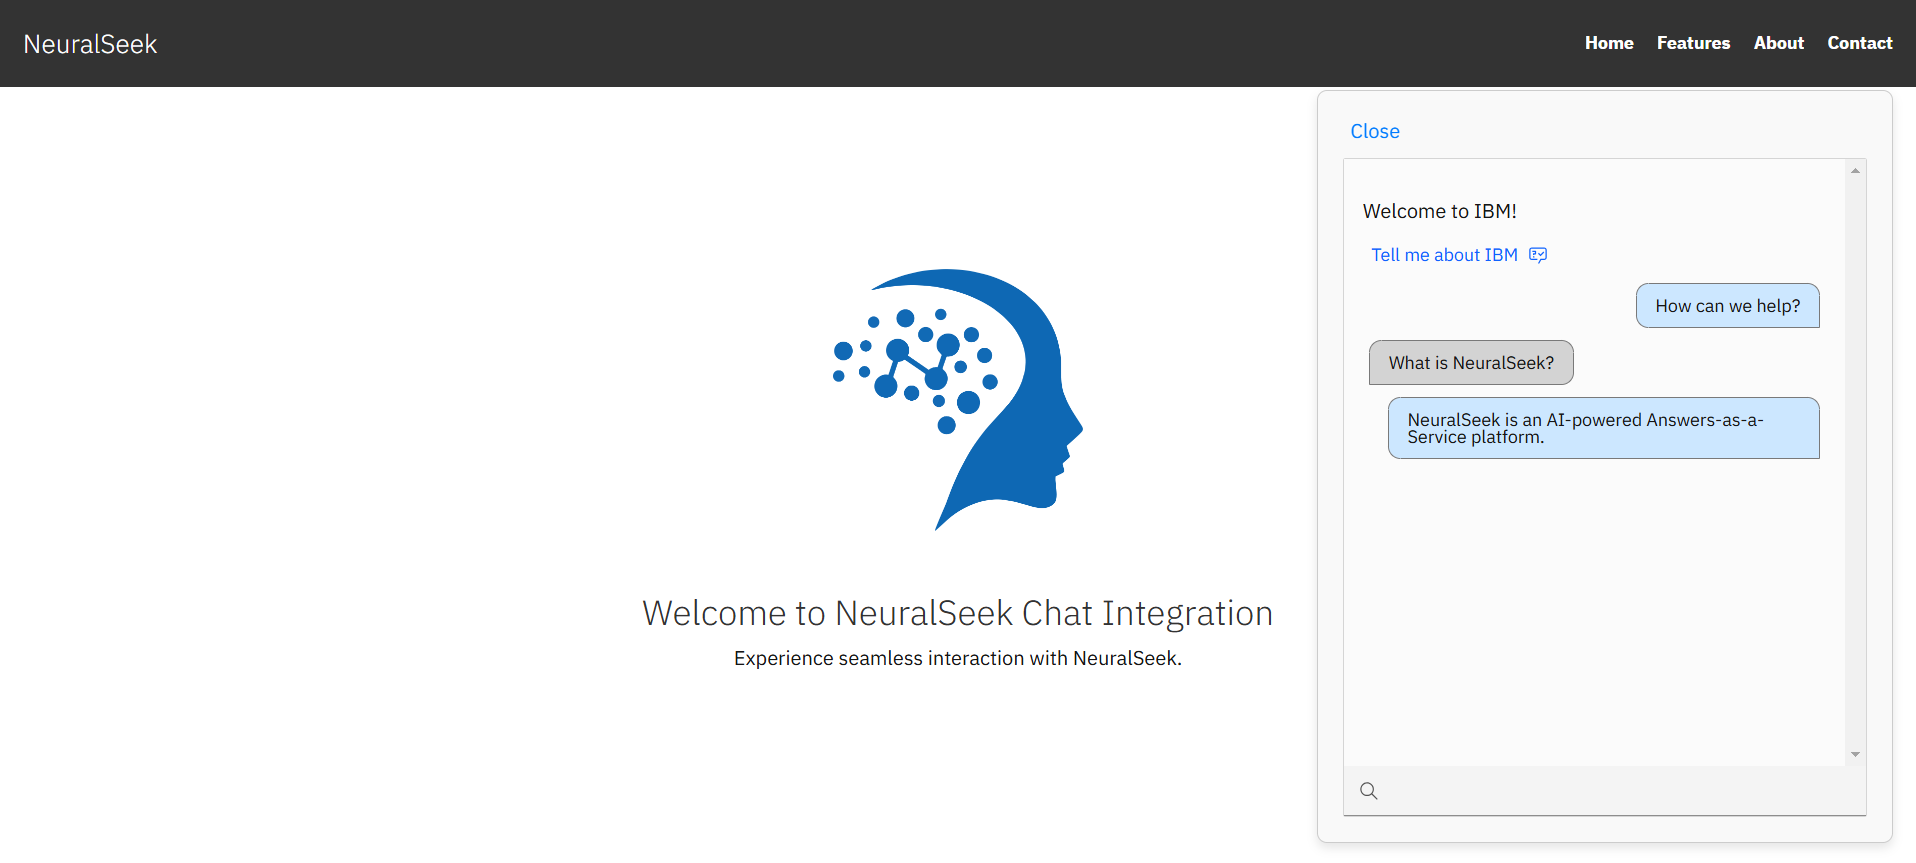 NeuralSeek
Home Features About Contact
Close
Welcome to IBM!
Tell me about IBM
How can we help?
What is NeuralSeek?
NeuralSeek is an AI-powered Answers-as-a-
Service platform.
Welcome to NeuralSeek Chat Integration
Experience seamless interaction with NeuralSeek.